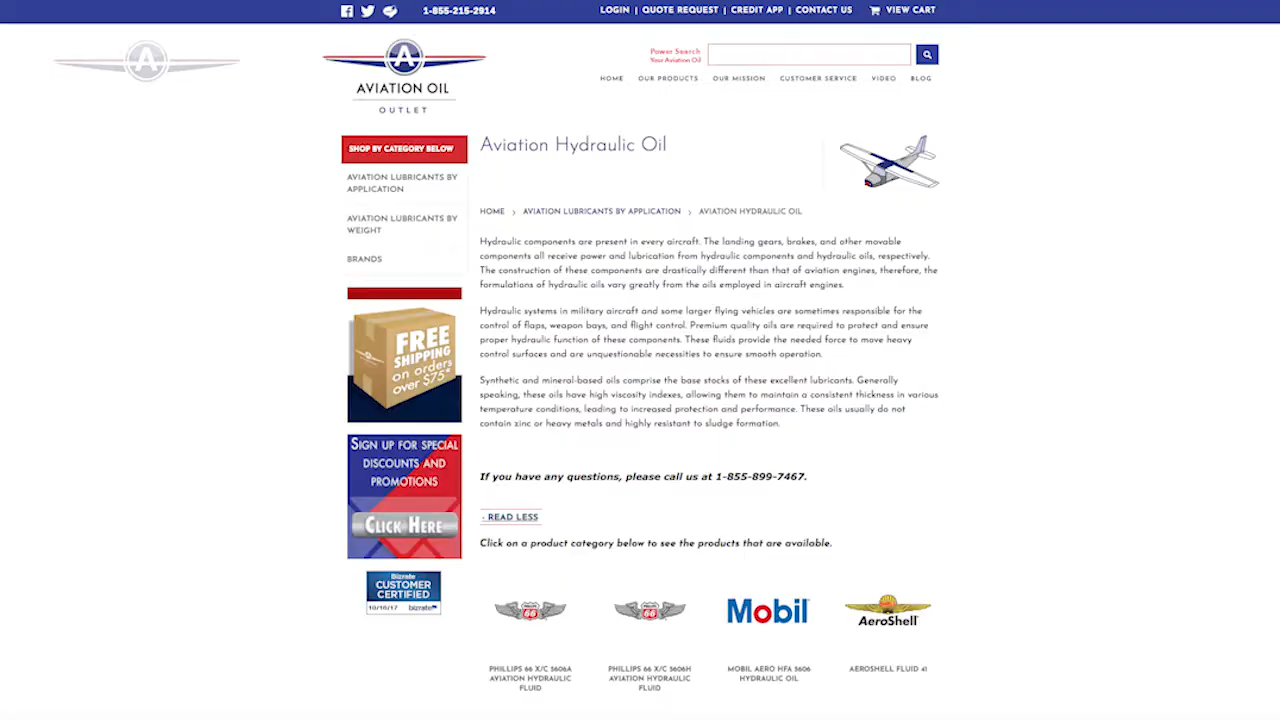 1-855-215-2914
LOGIN | QUOTE REQUEST | CREDIT APP | CONTACT US VIEW CART
A
A
AVIATION OIL
OUTLET
Power Search
Your Aviation Oil
HOME OUR PRODUCTS OUR MISSION CUSTOMER SERVICE VIDEO BLOG
SHOP BY CATEGORY BELOW
AVIATION LUBRICANTS BY
APPLICATION
AVIATION LUBRICANTS BY
WEIGHT
BRANDS
FREE
SHIPPING
on orders
over $75*
SIGN UP FOR SPECIAL
DISCOUNTS AND
PROMOTIONS
CLICK HERE
Bizrate
CUSTOMER
CERTIFIED
10/16/17 bizrate
Aviation Hydraulic Oil
HOME > AVIATION LUBRICANTS BY APPLICATION > AVIATION HYDRAULIC OIL
Hydraulic components are present in every aircraft. The landing gears, brakes, and other movable
components all receive power and lubrication from hydraulic components and hydraulic oils, respectively.
The construction of these components are drastically different than that of aviation engines, therefore, the
formulations of hydraulic oils vary greatly from the oils employed in aircraft engines.
Hydraulic systems in military aircraft and some larger flying vehicles are sometimes responsible for the
control of flaps, weapon bays, and flight control. Premium quality oils are required to protect and ensure
proper hydraulic function of these components. These fluids provide the needed force to move heavy
control surfaces and are unquestionable necessities to ensure smooth operation.
Synthetic and mineral-based oils comprise the base stocks of these excellent lubricants. Generally
speaking, these oils have high viscosity indexes, allowing them to maintain a consistent thickness in various
temperature conditions, leading to increased protection and performance. These oils usually do not
contain zinc or heavy metals and highly resistant to sludge formation.
If you have any questions, please call us at 1-855-899-7467.
- READ LESS
Click on a product category below to see the products that are available.
PHILLIPS 66
PHILLIPS 66
Mobil
AeroShell
PHILLIPS 66 X/C 5606A
AVIATION HYDRAULIC
FLUID
PHILLIPS 66 X/C 5606H
AVIATION HYDRAULIC
FLUID
MOBIL AERO HFA 5606
HYDRAULIC OIL
AEROSHELL FLUID 41